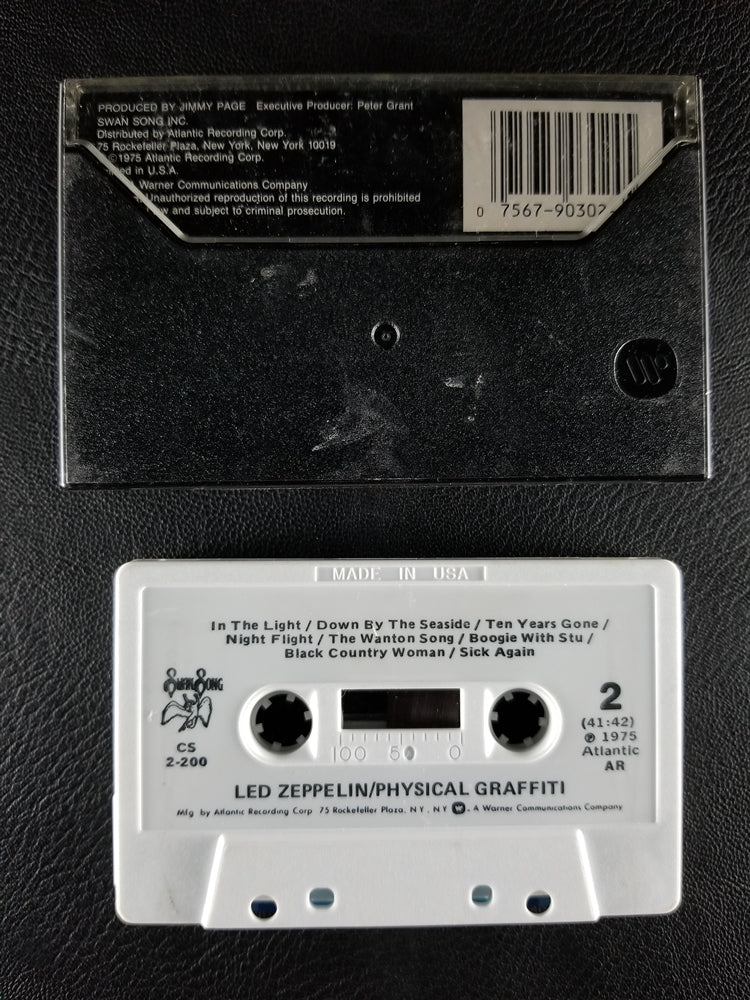 PRODUCED BY JIMMY PAGE Executive Producer: Peter Grant
SWAN SONG INC.
Distributed by Atlantic Recording Corp.
75 Rockefeller Plaza, New York, New York 10019
©1975 Atlantic Recording Corp.
in U.S.A.
Warner Communications Company
Unauthorized reproduction of this recording is prohibited
and subject to criminal prosecution.
0 7567-90302-
MADE IN USA
In The Light / Down By The Seaside / Ten Years Gone /
Night Flight / The Wanton Song / Boogie With Stu /
Black Country Woman / Sick Again
SWAN SONG
CS
2-200
2
(41:42)
℗ 1975
Atlantic
AR
100 50 0
LED ZEPPELIN/PHYSICAL GRAFFITI
Mfg by Atlantic Recording Corp 75 Rockefeller Plaza, N.Y., N.Y. W. A Warner Communications Company